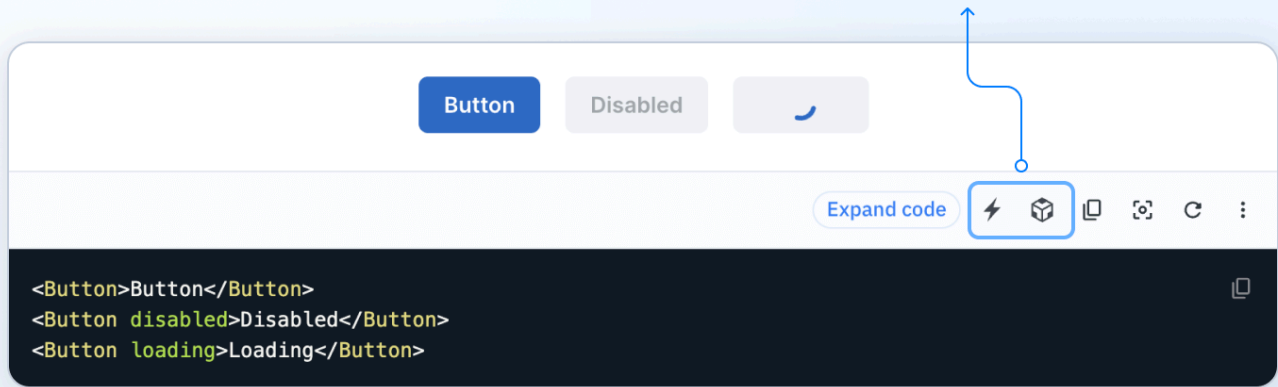 Button
Disabled
Expand code
<Button>Button</Button>
<Button disabled>Disabled</Button>
<Button loading>Loading</Button>